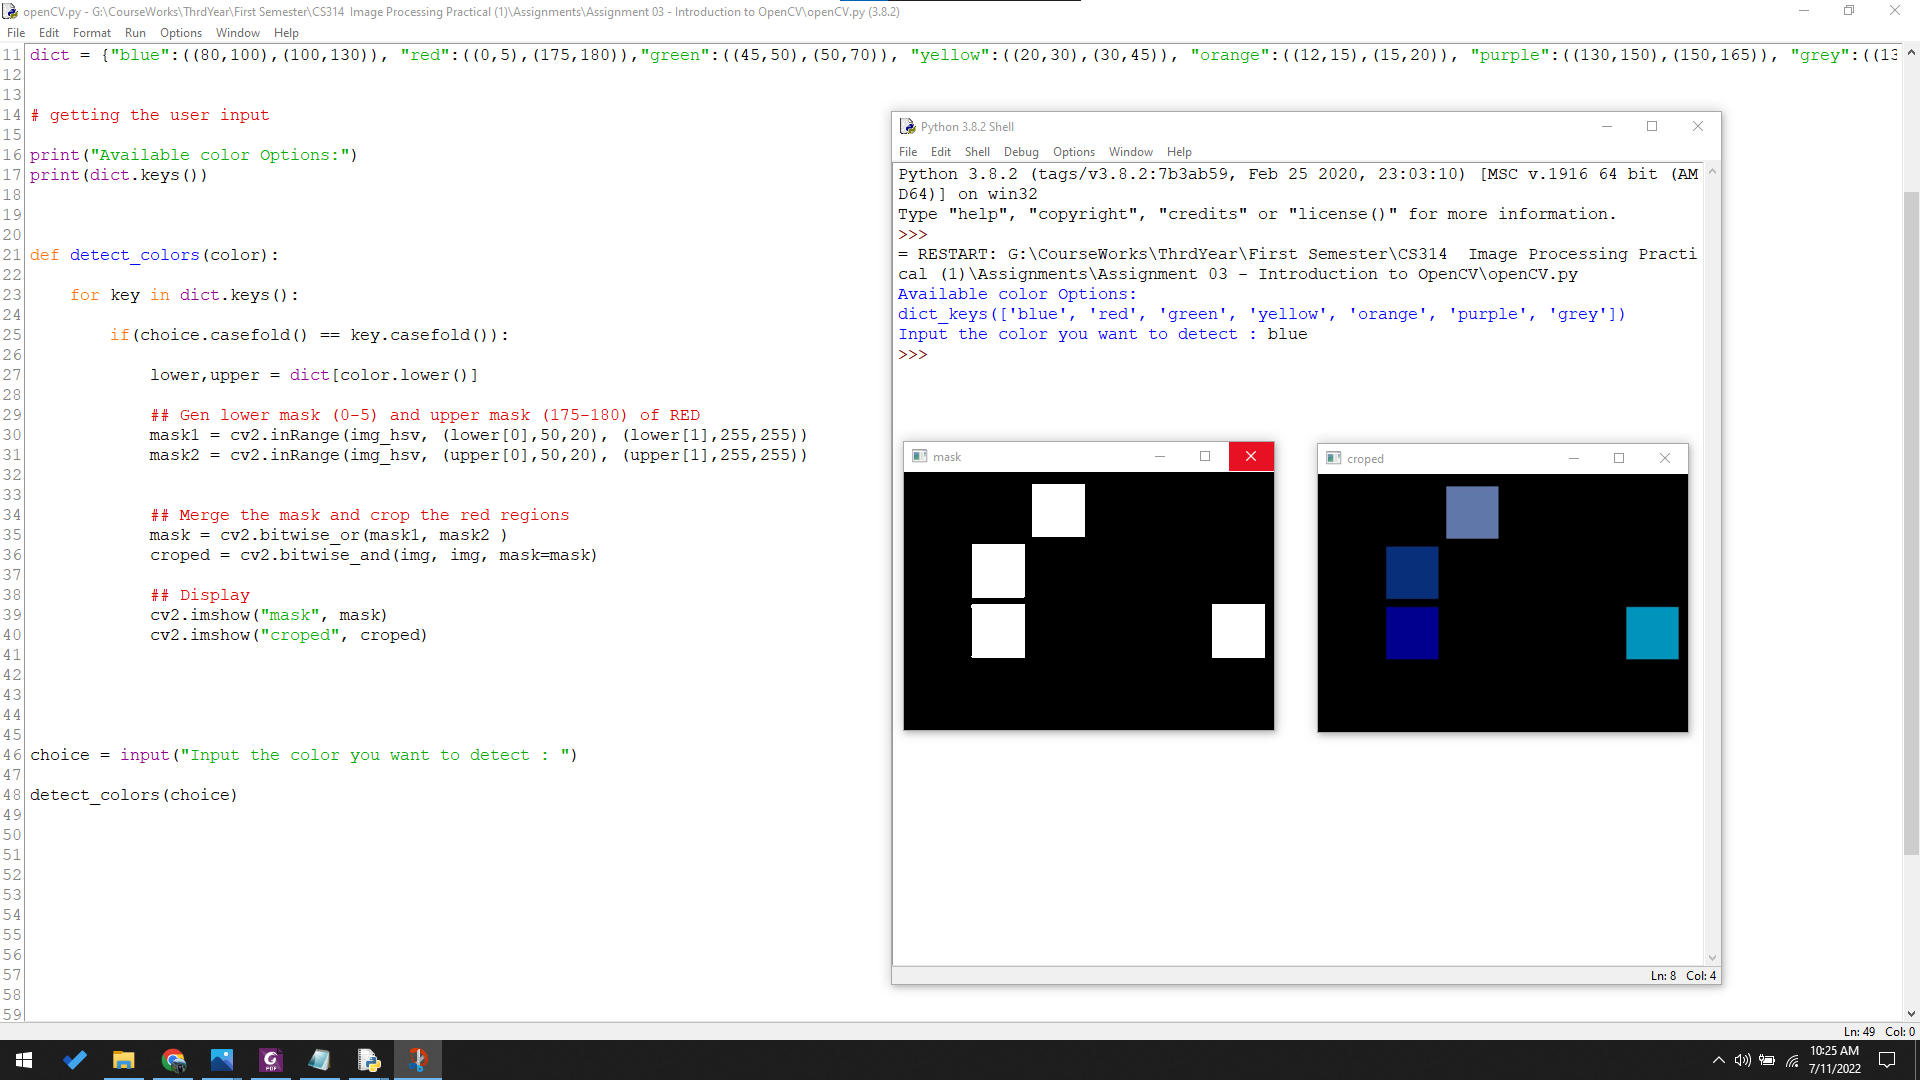 openCV.py - G:\CourseWorks\ThrdYear\First Semester\CS314  Image Processing Practical (1)\Assignments\Assignment 03 - Introduction to OpenCV\openCV.py (3.8.2)
File Edit Format Run Options Window Help
11 dict = {"blue":((80,100),(100,130)), "red":((0,5),(175,180)),"green":((45,50),(50,70)), "yellow":((20,30),(30,45)), "orange":((12,15),(15,20)), "purple":((130,150),(150,165)), "grey":((13
12
13
14 # getting the user input
15
16 print("Available color Options:")
17 print(dict.keys())
18
19
20
21 def detect_colors(color):
22
23     for key in dict.keys():
24
25         if(choice.casefold() == key.casefold()):
26
27             lower,upper = dict[color.lower()]
28
29             ## Gen lower mask (0-5) and upper mask (175-180) of RED
30             mask1 = cv2.inRange(img_hsv, (lower[0],50,20), (lower[1],255,255))
31             mask2 = cv2.inRange(img_hsv, (upper[0],50,20), (upper[1],255,255))
32
33
34             ## Merge the mask and crop the red regions
35             mask = cv2.bitwise_or(mask1, mask2 )
36             croped = cv2.bitwise_and(img, img, mask=mask)
37
38             ## Display
39             cv2.imshow("mask", mask)
40             cv2.imshow("croped", croped)
41
42
43
44
45
46 choice = input("Input the color you want to detect : ")
47
48 detect_colors(choice)
49
50
51
52
53
54
55
56
57
58
59
Python 3.8.2 Shell
File Edit Shell Debug Options Window Help
Python 3.8.2 (tags/v3.8.2:7b3ab59, Feb 25 2020, 23:03:10) [MSC v.1916 64 bit (AM
D64)] on win32
Type "help", "copyright", "credits" or "license()" for more information.
>>>
= RESTART: G:\CourseWorks\ThrdYear\First Semester\CS314  Image Processing Practi
cal (1)\Assignments\Assignment 03 - Introduction to OpenCV\openCV.py
Available color Options:
dict_keys(['blue', 'red', 'green', 'yellow', 'orange', 'purple', 'grey'])
Input the color you want to detect : blue
>>>
mask
croped
Ln: 8 Col: 4
Ln: 49 Col: 0
PDF
10:25 AM
7/11/2022